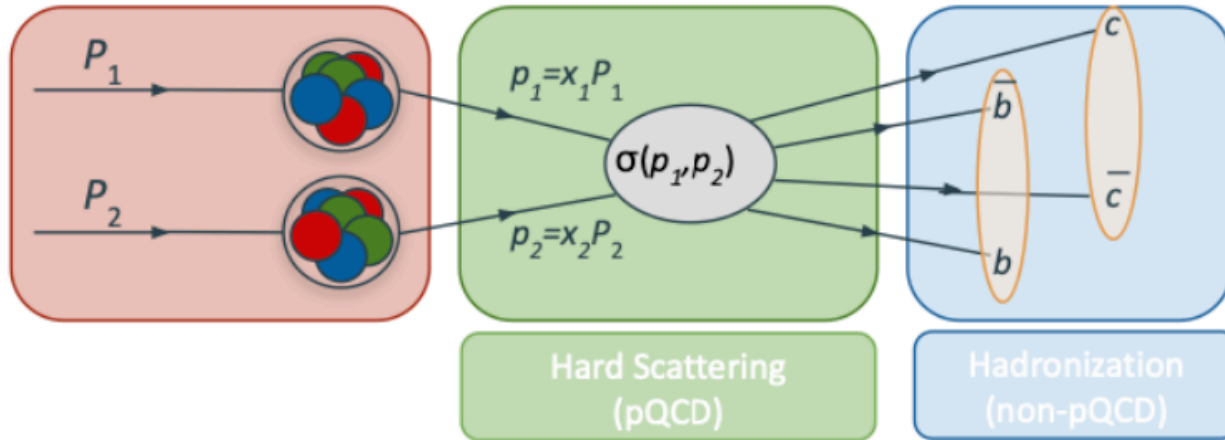 P₁
p₁=x₁P₁
c
b̅
P₂
σ(p₁,p₂)
c̅
p₂=x₂P₂
b
Hard Scattering
(pQCD)
Hadronization
(non-pQCD)